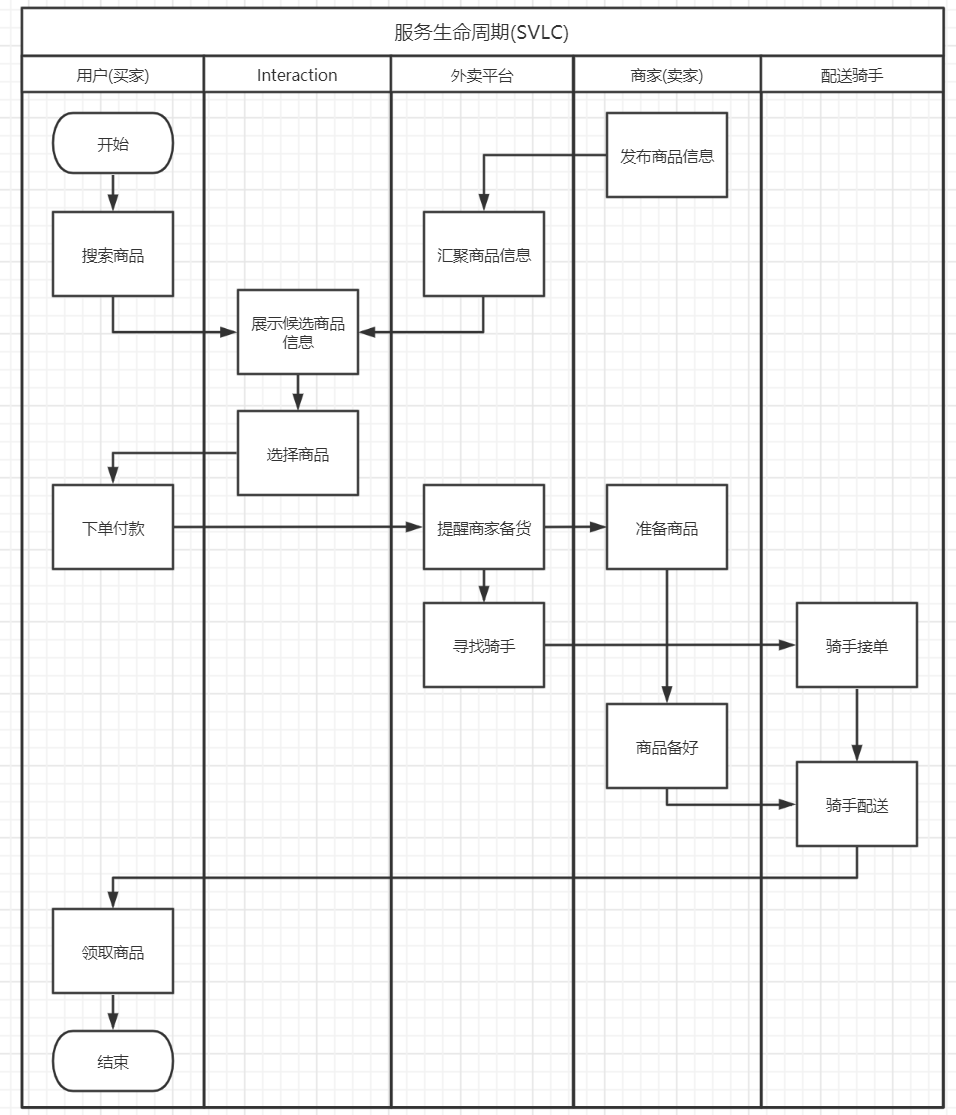 服务生命周期(SVLC)
用户(买家)
Interaction
外卖平台
商家(卖家)
配送骑手
开始
发布商品信息
搜索商品
汇聚商品信息
展示候选商品
信息
选择商品
下单付款
提醒商家备货
准备商品
寻找骑手
骑手接单
商品备好
骑手配送
领取商品
结束